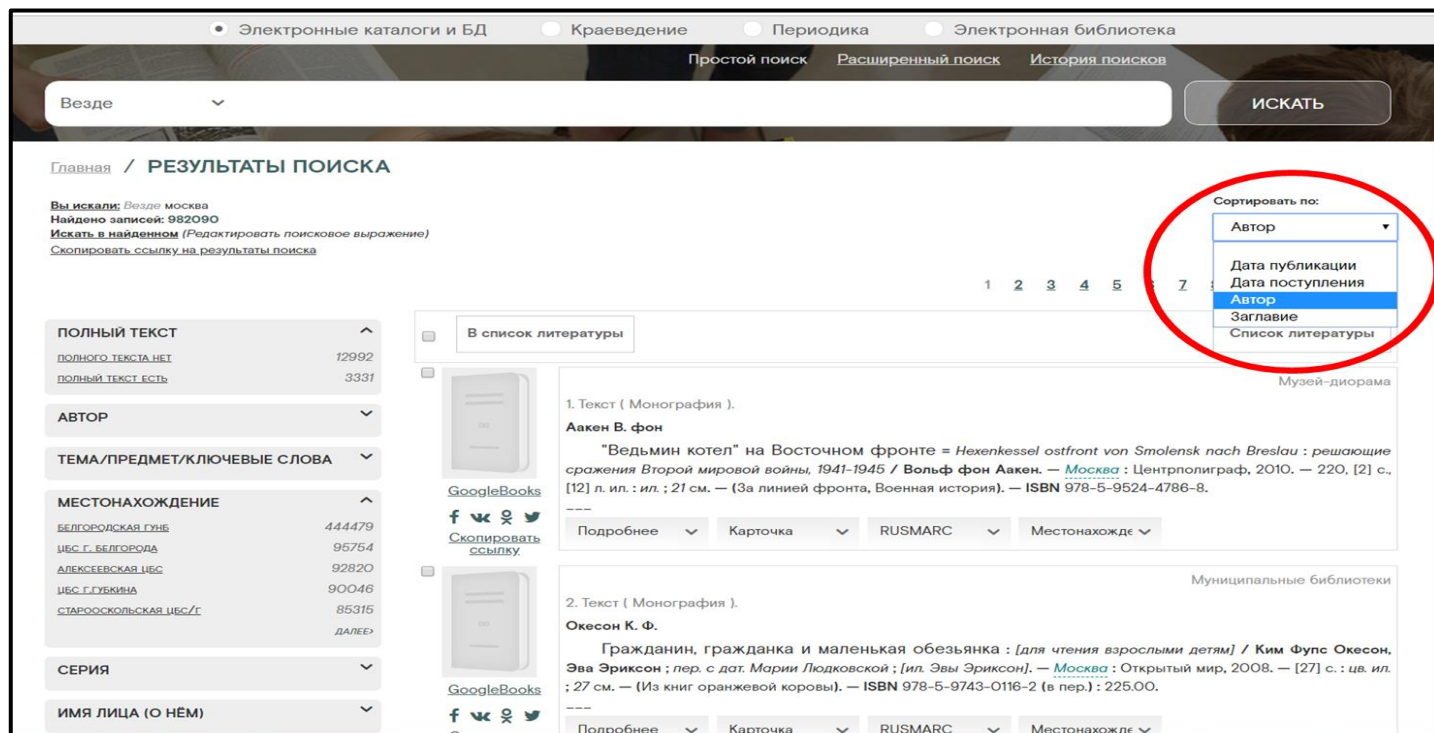 Электронные каталоги и БД Краеведение Периодика Электронная библиотека
Простой поиск Расширенный поиск История поисков
Везде ИСКАТЬ
Главная / РЕЗУЛЬТАТЫ ПОИСКА
Вы искали: Везде москва
Найдено записей: 982090
Искать в найденном (Редактировать поисковое выражение)
Скопировать ссылку на результаты поиска
Сортировать по:
Автор
Дата публикации
Дата поступления
Автор
Заглавие
1 2 3 4 5 7
ПОЛНЫЙ ТЕКСТ
ПОЛНОГО ТЕКСТА НЕТ 12992
ПОЛНЫЙ ТЕКСТ ЕСТЬ 3331
АВТОР
ТЕМА/ПРЕДМЕТ/КЛЮЧЕВЫЕ СЛОВА
МЕСТОНАХОЖДЕНИЕ
БЕЛГОРОДСКАЯ ГУНБ 444479
ЦБС Г. БЕЛГОРОДА 95754
АЛЕКСЕЕВСКАЯ ЦБС 92820
ЦБС Г.ГУБКИНА 90046
СТАРООСКОЛЬСКАЯ ЦБС/Г 85315
ДАЛЕЕ>
СЕРИЯ
ИМЯ ЛИЦА (О НЁМ)
В список литературы Список литературы
Музей-диорама
1. Текст ( Монография ).
Аакен В. фон
"Ведьмин котел" на Восточном фронте = Hexenkessel ostfront von Smolensk nach Breslau : решающие
сражения Второй мировой войны, 1941-1945 / Вольф фон Аакен. — Москва : Центрполиграф, 2010. — 220, [2] с.,
[12] л. ил. : ил. ; 21 см. — (За линией фронта, Военная история). — ISBN 978-5-9524-4786-8.
---
GoogleBooks
Скопировать
ссылку
Подробнее Карточка RUSMARC Местонахожде
Муниципальные библиотеки
2. Текст ( Монография ).
Окесон К. Ф.
Гражданин, гражданка и маленькая обезьянка : [для чтения взрослыми детям] / Ким Фупс Окесон,
Эва Эриксон ; пер. с дат. Марии Людковской ; [ил. Эвы Эриксон]. — Москва : Открытый мир, 2008. — [27] с. : цв. ил.
; 27 см. — (Из книг оранжевой коровы). — ISBN 978-5-9743-0116-2 (в пер.) : 225.00.
---
GoogleBooks
Подробнее Карточка RUSMARC Местонахожде